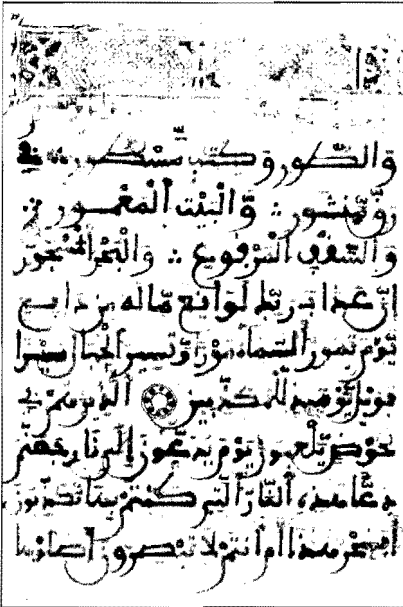 والطور وكتب مسطور في
رق منشور والبيت المعمور
والسقف المرفوع والبحر المسجور
إن عذاب ربك لواقع ما له من دافع
يوم تمور السماء مورا وتسير الجبال سيرا
فويل يومئذ للمكذبين الذين هم في
خوض يلعبون يوم يدعون إلى نار جهنم
دعا هذه النار التي كنتم بها تكذبون
أفسحر هذا أم أنتم لا تبصرون اصلوها